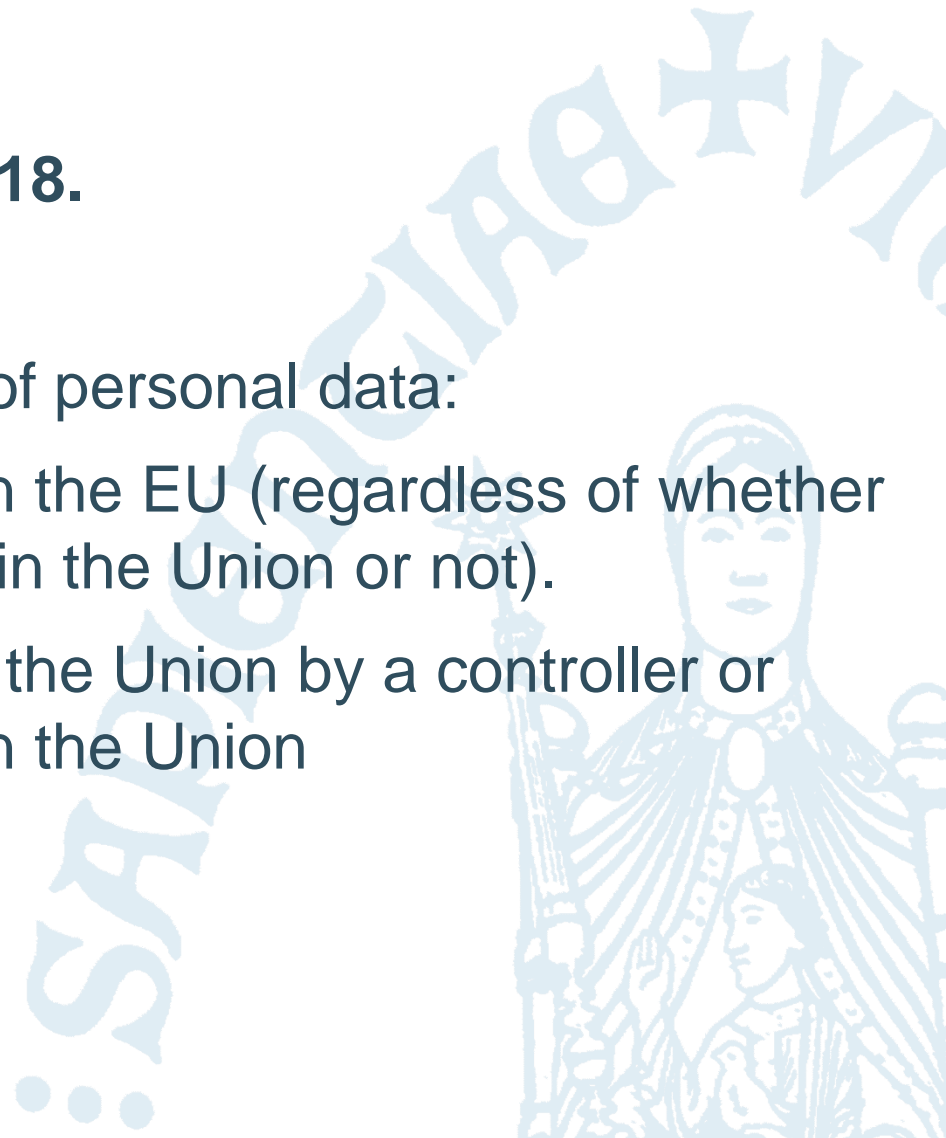 18.
of personal data:
n the EU (regardless of whether
in the Union or not).
the Union by a controller or
n the Union
SAPIENTIAE